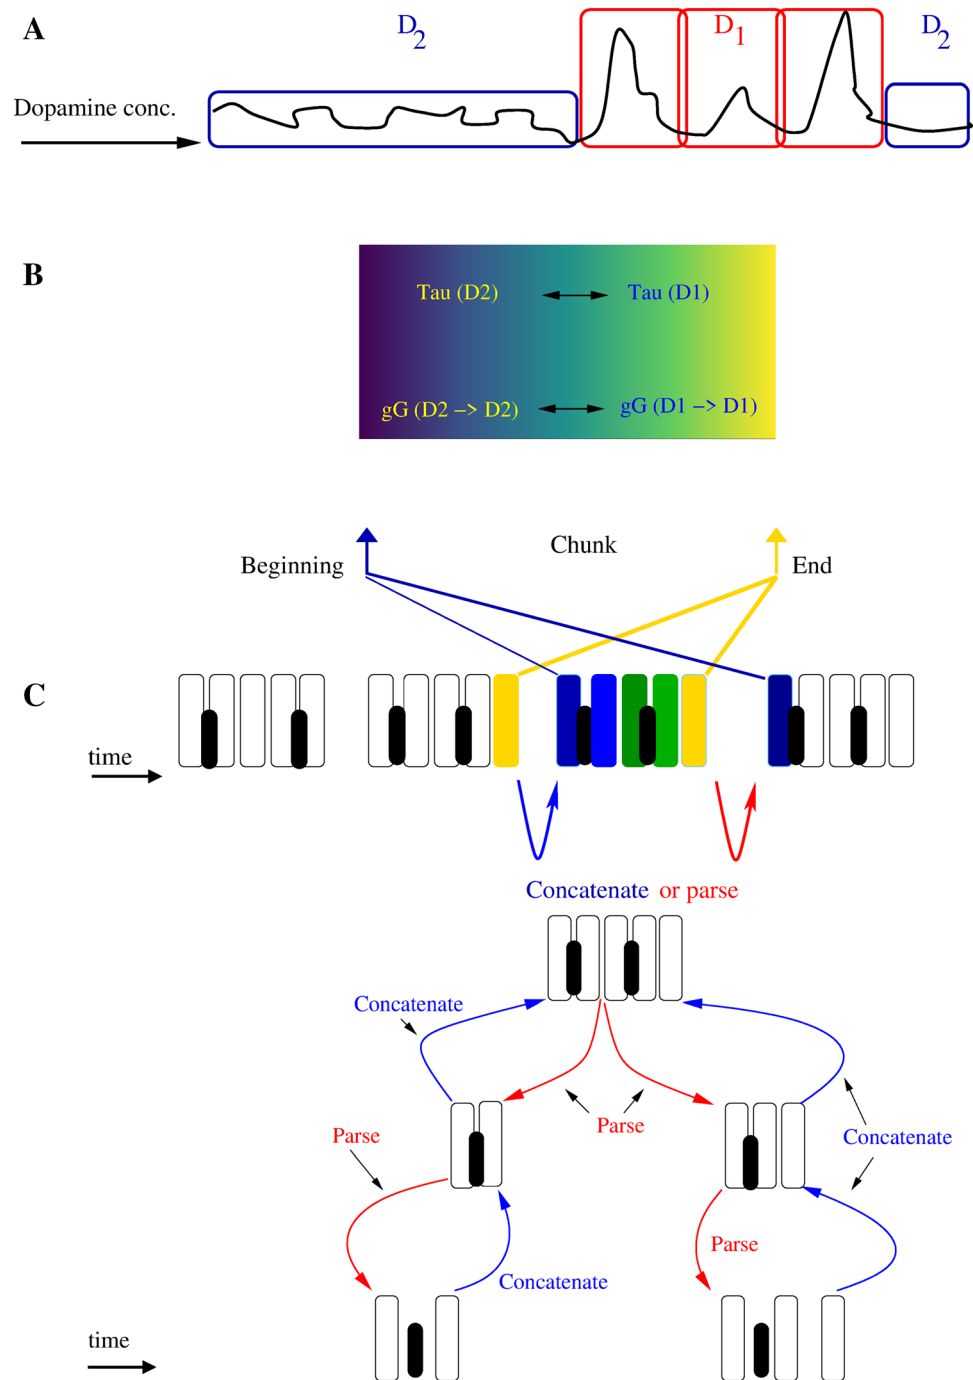 A
D2
D1
D2
Dopamine conc.
B
Tau (D2)
Tau (D1)
gG (D2 −> D2)
gG (D1 −> D1)
Beginning
Chunk
End
C
time
Concatenate or parse
Concatenate
Parse
Parse
Concatenate
Parse
Concatenate
time